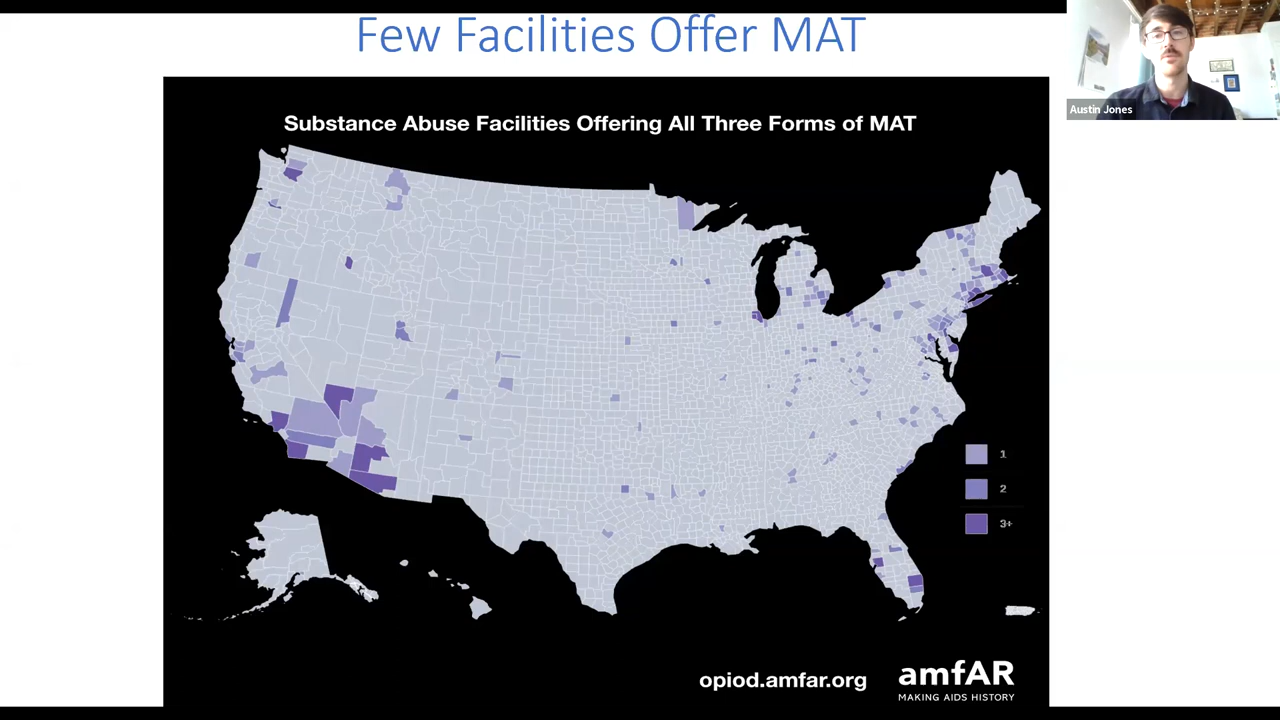 Few Facilities Offer MAT
Austin Jones
Substance Abuse Facilities Offering All Three Forms of MAT
1
2
3+
opiod.amfar.org
amfAR
MAKING AIDS HISTORY